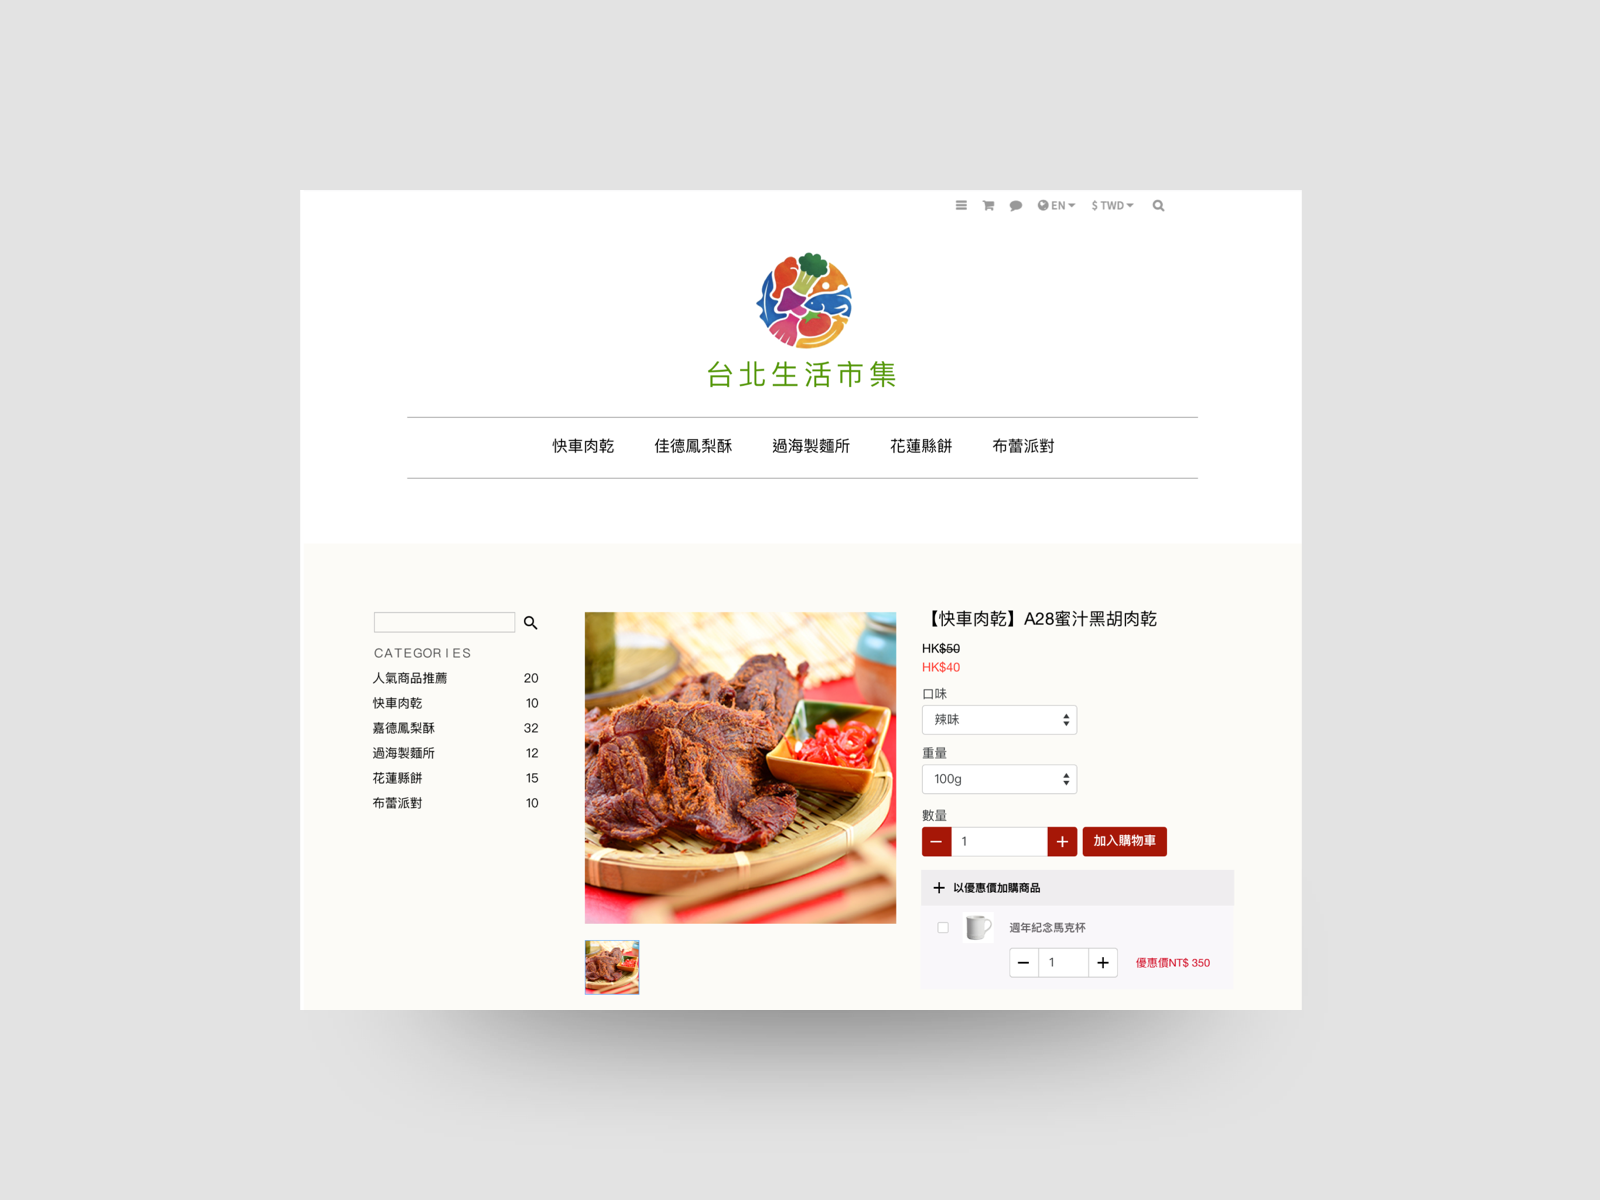 EN
$ TWD
台北生活市集
快車肉乾 佳德鳳梨酥 過海製麵所 花蓮縣餅 布蕾派對
CATEGORIES
人氣商品推薦 20
快車肉乾 10
嘉德鳳梨酥 32
過海製麵所 12
花蓮縣餅 15
布蕾派對 10
【快車肉乾】A28蜜汁黑胡肉乾
HK$50
HK$40
口味
辣味
重量
100g
數量
− 1 + 加入購物車
+ 以優惠價加購商品
週年紀念馬克杯
− 1 + 優惠價NT$ 350